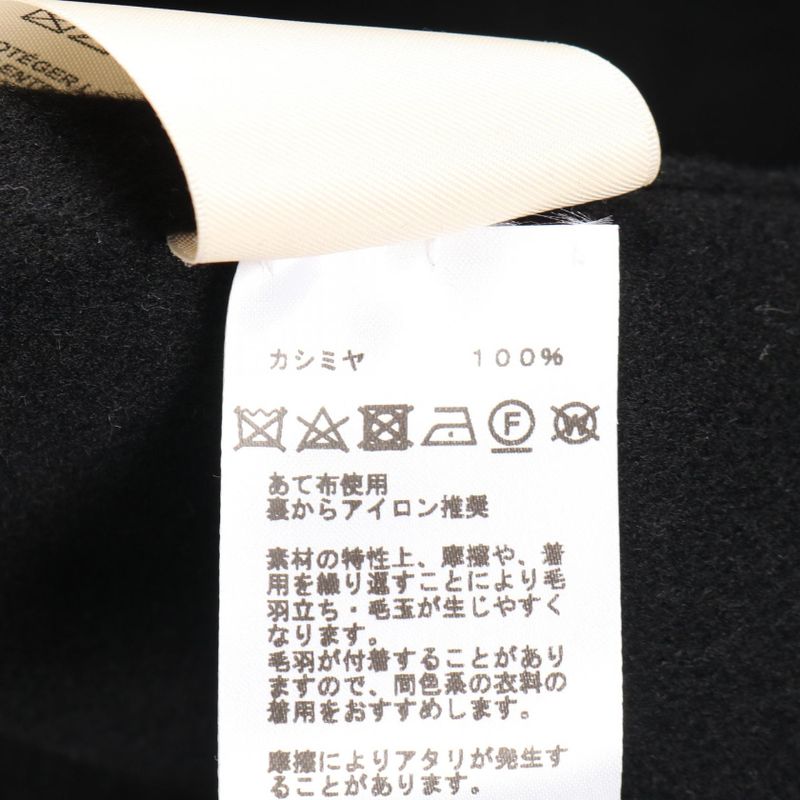 OTÉGER L
ENT
カシミヤ 100%
F W
あて布使用
裏からアイロン推奨
素材の特性上、摩擦や、着
用を繰り返すことにより毛
羽立ち・毛玉が生じやすく
なります。
毛羽が付着することがあり
ますので、同色系の衣料の
着用をおすすめします。
摩擦によりアタリが発生す
ることがあります。